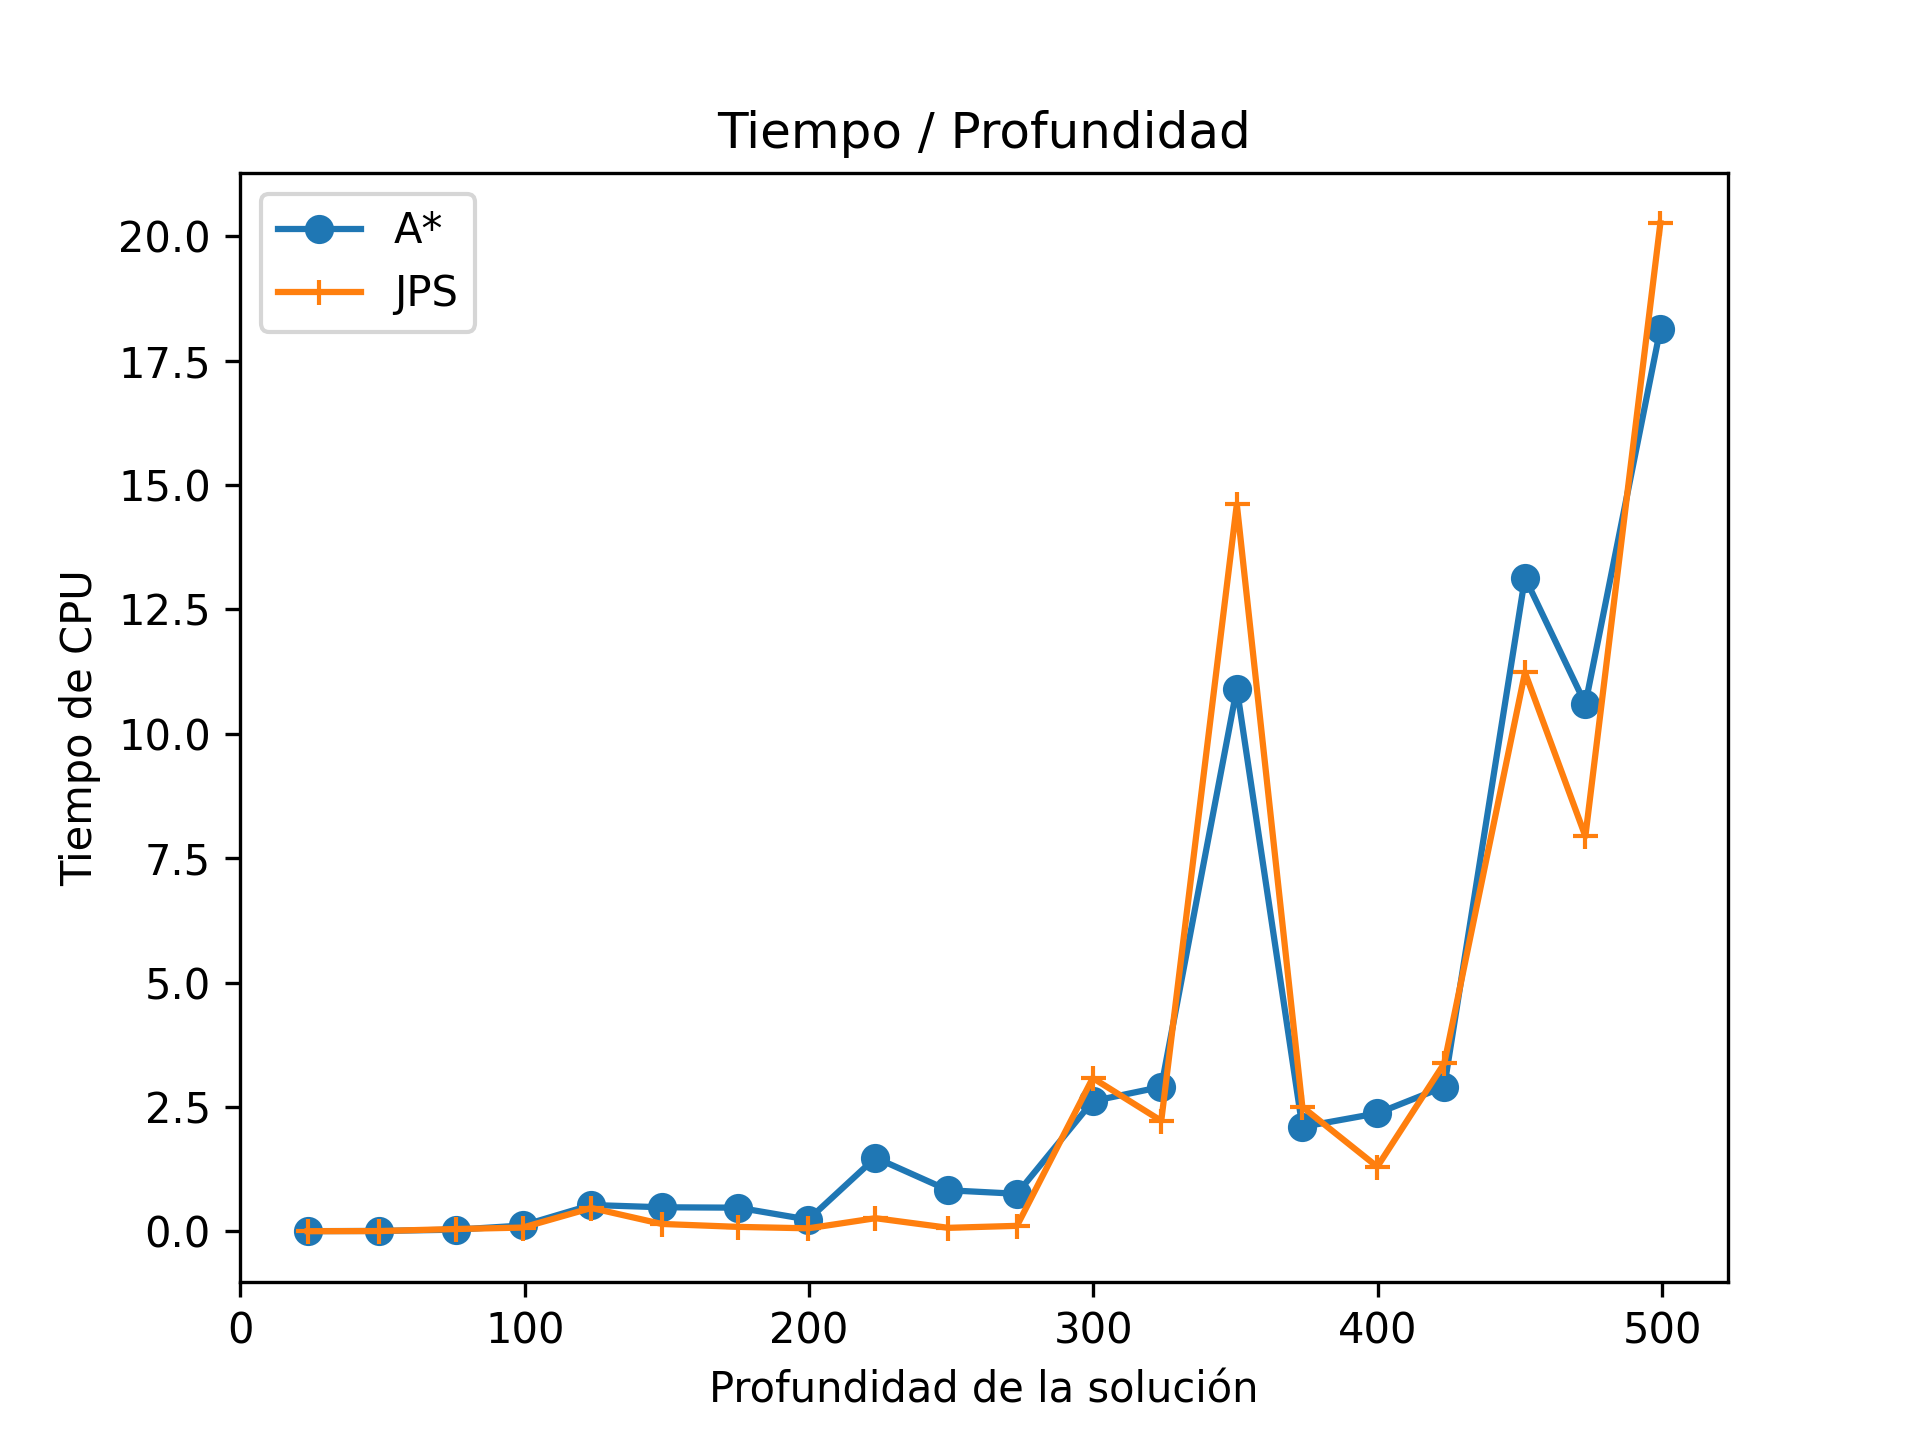 Tiempo / Profundidad
A*
JPS
Tiempo de CPU
20.0
17.5
15.0
12.5
10.0
7.5
5.0
2.5
0.0
0 100 200 300 400 500
Profundidad de la solución